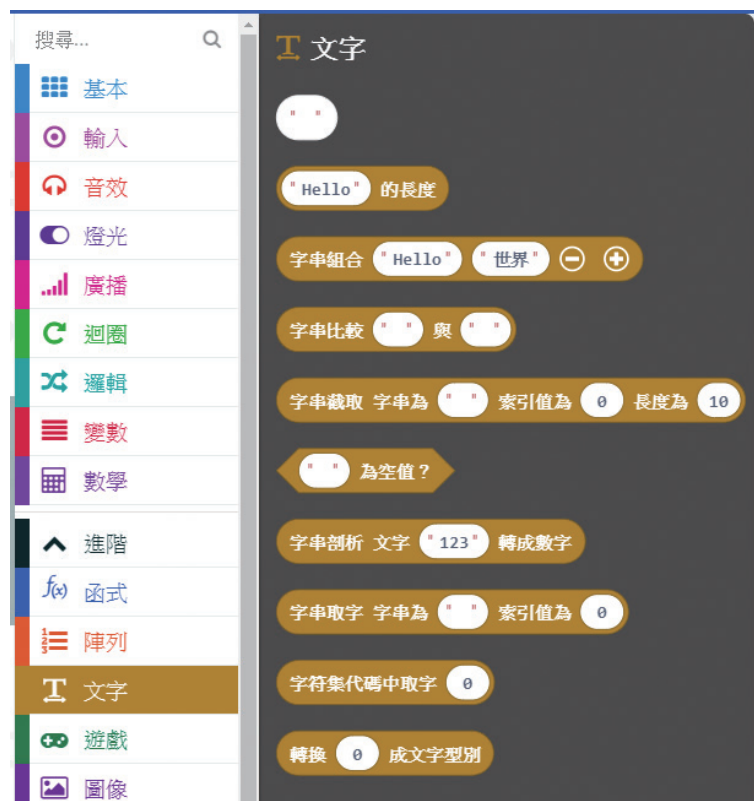 搜尋...
基本
輸入
音效
燈光
廣播
迴圈
邏輯
變數
數學
進階
f(x) 函式
陣列
文字
遊戲
圖像
文字
" "
"Hello" 的長度
字串組合 "Hello" "世界"
字串比較 " " 與 " "
字串截取 字串為 " " 索引值為 0 長度為 10
" " 為空值？
字串剖析 文字 "123" 轉成數字
字串取字 字串為 " " 索引值為 0
字符集代碼中取字 0
轉換 0 成文字型別